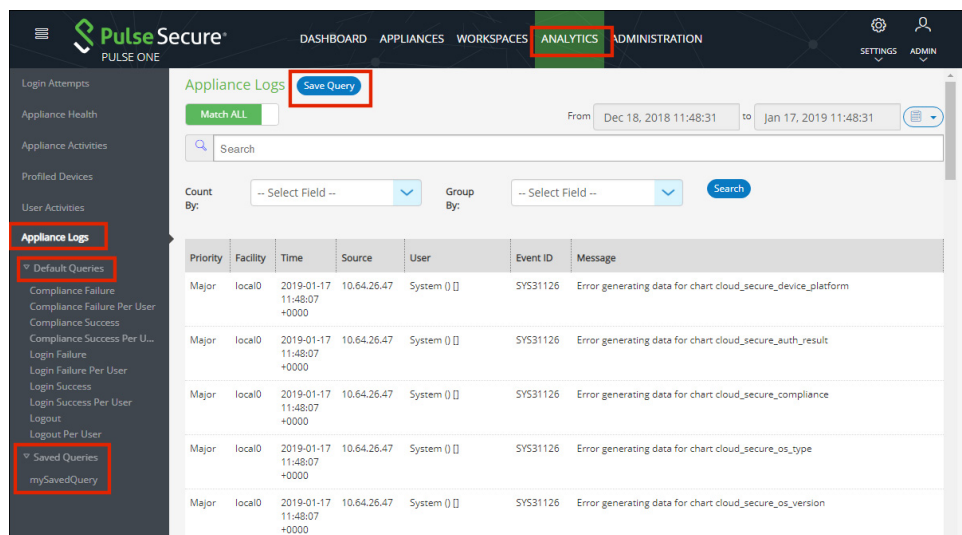 Pulse Secure
PULSE ONE
DASHBOARD APPLIANCES WORKSPACES ANALYTICS ADMINISTRATION
SETTINGS ADMIN
Login Attempts
Appliance Health
Appliance Activities
Profiled Devices
User Activities
Appliance Logs
Default Queries
Compliance Failure
Compliance Failure Per User
Compliance Success
Compliance Success Per U...
Login Failure
Login Failure Per User
Login Success
Login Success Per User
Logout
Logout Per User
Saved Queries
mySavedQuery
Appliance Logs Save Query
Match ALL
From Dec 18, 2018 11:48:31 to Jan 17, 2019 11:48:31
Search
Count By: -- Select Field -- Group By: -- Select Field -- Search
Priority Facility Time Source User Event ID Message
Major local0 2019-01-17 10.64.26.47 System () [] SYS31126 Error generating data for chart cloud_secure_device_platform
11:48:07
+0000
Major local0 2019-01-17 10.64.26.47 System () [] SYS31126 Error generating data for chart cloud_secure_auth_result
11:48:07
+0000
Major local0 2019-01-17 10.64.26.47 System () [] SYS31126 Error generating data for chart cloud_secure_compliance
11:48:07
+0000
Major local0 2019-01-17 10.64.26.47 System () [] SYS31126 Error generating data for chart cloud_secure_os_type
11:48:07
+0000
Major local0 2019-01-17 10.64.26.47 System () [] SYS31126 Error generating data for chart cloud_secure_os_version
11:48:07
+0000